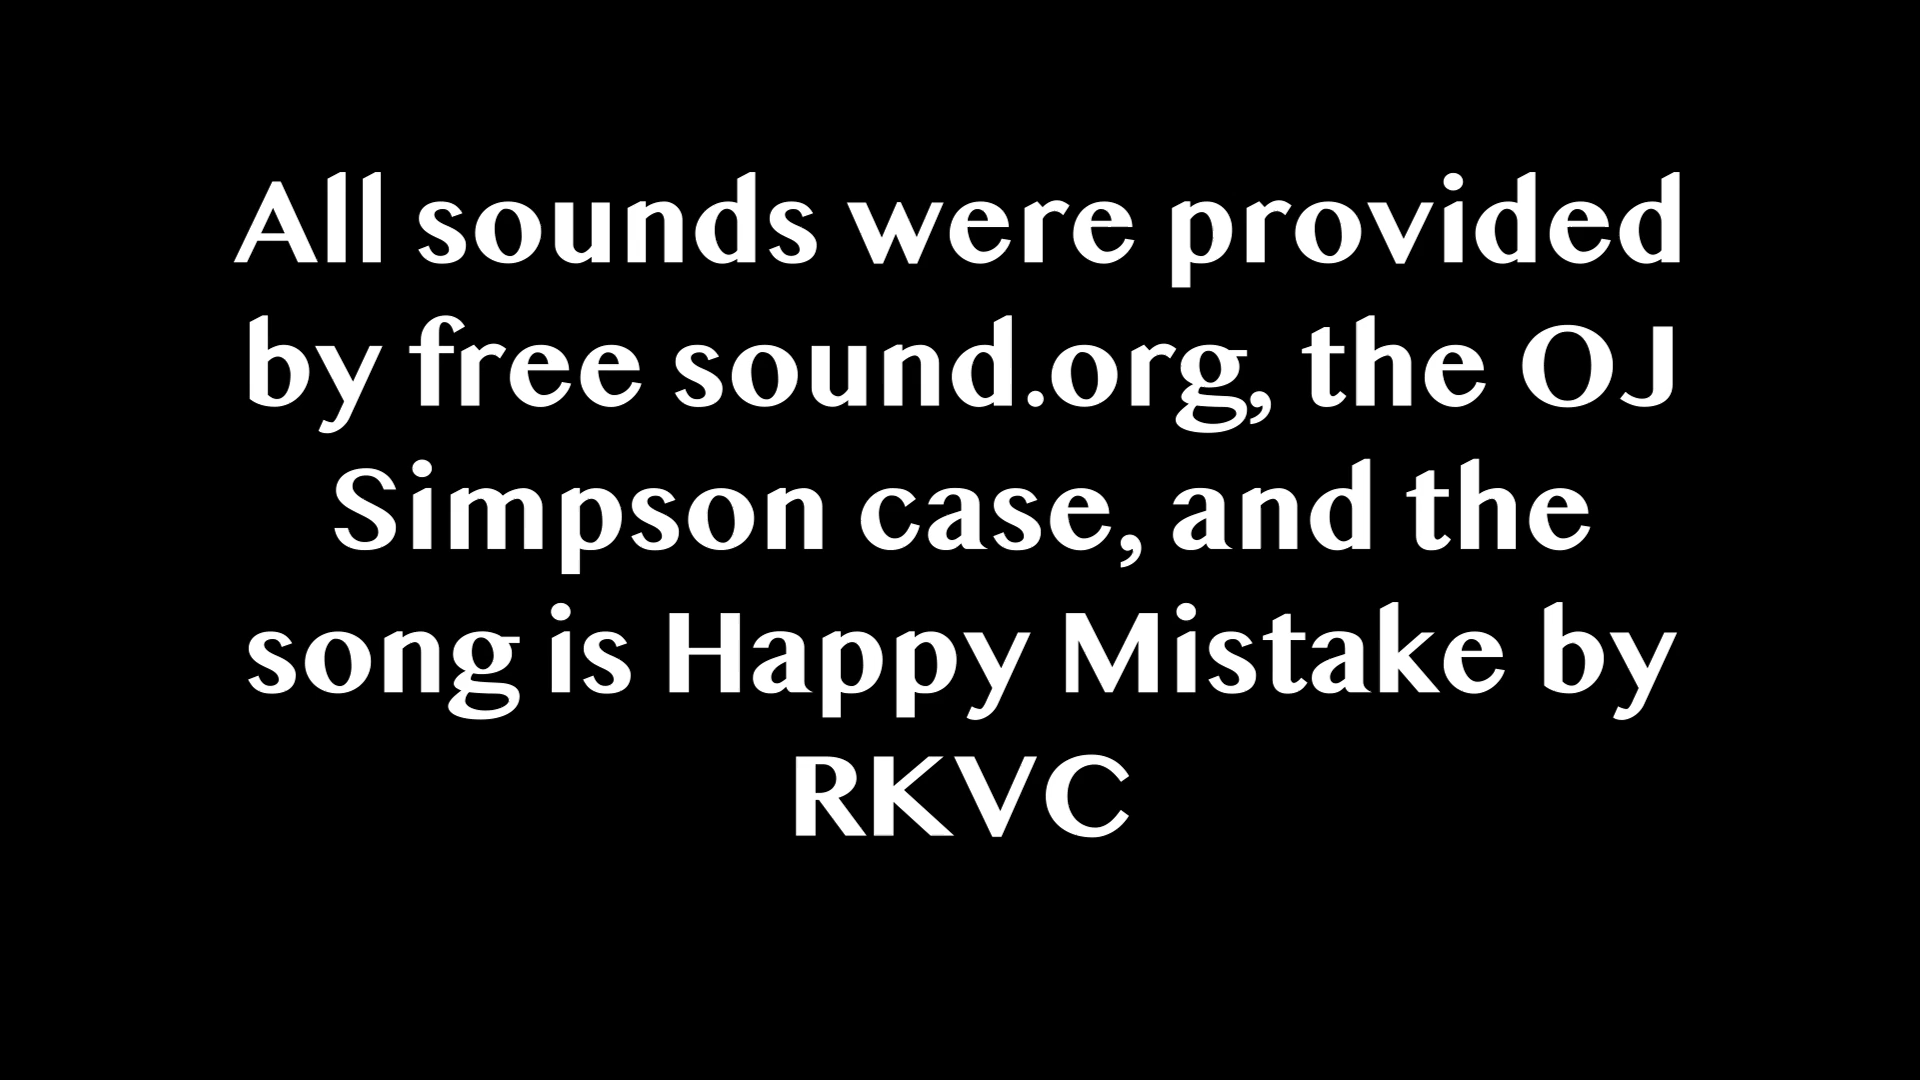 All sounds were provided
by free sound.org, the OJ
Simpson case, and the
song is Happy Mistake by
RKVC